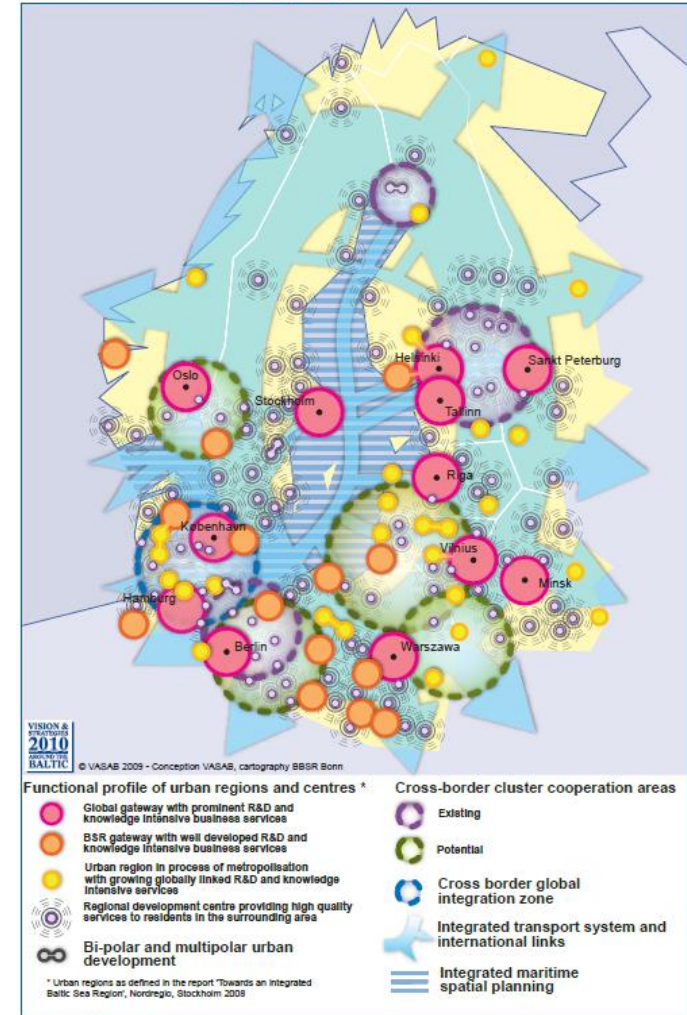 Oslo
Helsinki
Sankt Peterburg
Stockholm
Tallinn
Riga
København
Vilnius
Minsk
Hamburg
Berlin
Warszawa
VISION &
STRATEGIES
2010
AROUND THE
BALTIC
© VASAB 2009 - Conception VASAB, cartography BBSR Bonn
Functional profile of urban regions and centres *
Global gateway with prominent R&D and
knowledge intensive business services
BSR gateway with well developed R&D and
knowledge intensive business services
Urban region in process of metropolisation
with growing globally linked R&D and knowledge
intensive services
Regional development centre providing high quality
services to residents in the surrounding area
Bi-polar and multipolar urban
development
* Urban regions as defined in the report 'Towards an Integrated
Baltic Sea Region', Nordregio, Stockholm 2008
Cross-border cluster cooperation areas
Existing
Potential
Cross border global
integration zone
Integrated transport system and
international links
Integrated maritime
spatial planning